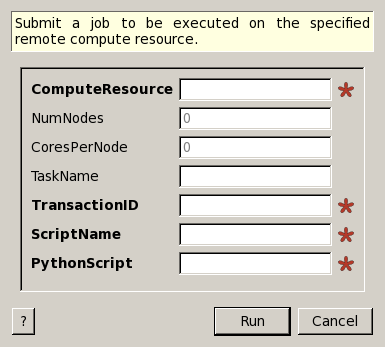 Submit a job to be executed on the specified
remote compute resource.
ComputeResource
NumNodes 0
CoresPerNode 0
TaskName
TransactionID
ScriptName
PythonScript
? Run Cancel